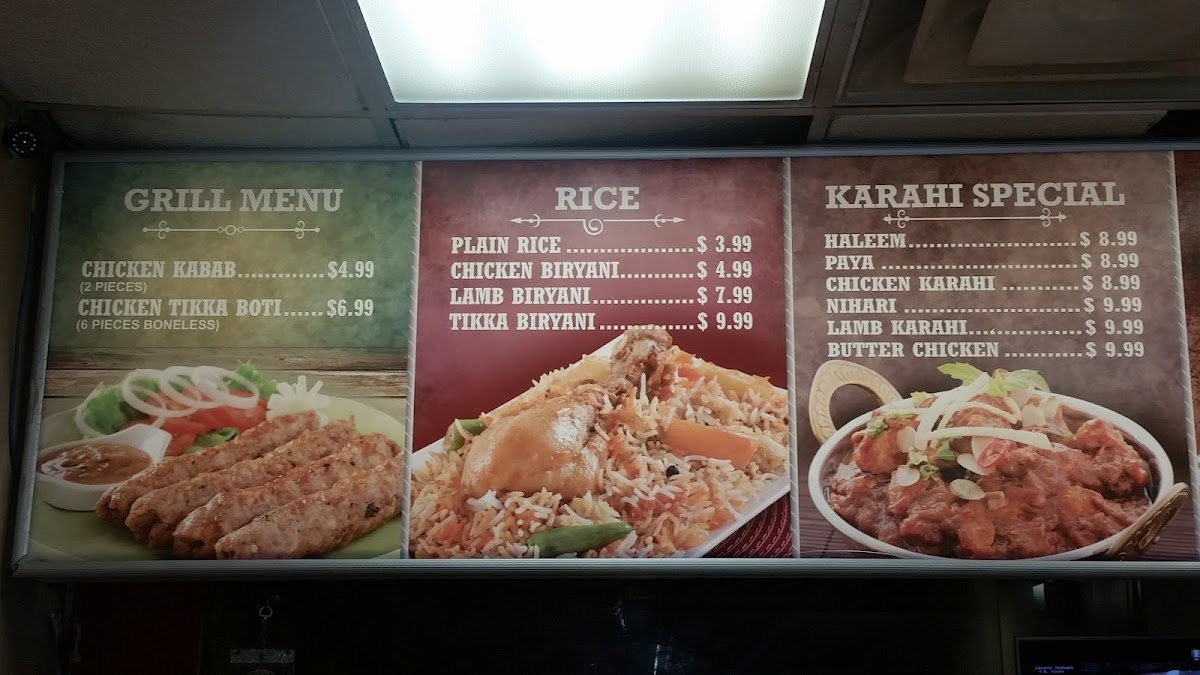 GRILL MENU
CHICKEN KABAB............$4.99
(2 PIECES)
CHICKEN TIKKA BOTI......$6.99
(6 PIECES BONELESS)
RICE
PLAIN RICE...................$ 3.99
CHICKEN BIRYANI...........$ 4.99
LAMB BIRYANI...............$ 7.99
TIKKA BIRYANI ..............$ 9.99
KARAHI SPECIAL
HALEEM.........................$ 8.99
PAYA .............................$ 8.99
CHICKEN KARAHI ...........$ 8.99
NIHARI ..........................$ 9.99
LAMB KARAHI................$ 9.99
BUTTER CHICKEN ...........$ 9.99